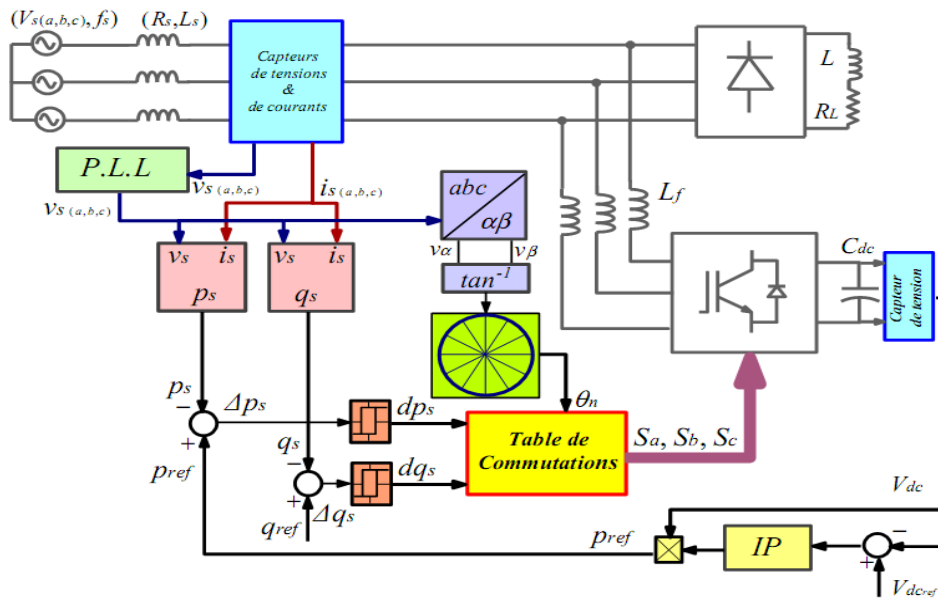 (Vs(a,b,c), fs)
(Rs,Ls)
Capteurs
de tensions
&
de courants
L
RL
P.L.L
vs (a,b,c)
is (a,b,c)
vs (a,b,c)
abc
αβ
Lf
vs
is
vs
is
vα
vβ
ps
qs
tan-1
Cdc
Capteur
de tension
ps
−
Δps
dps
θn
+
Table de
Commutations
Sa, Sb, Sc
qs
−
pref
dqs
+
Δqs
qref
Vdc
pref
IP
−
+
Vdcref